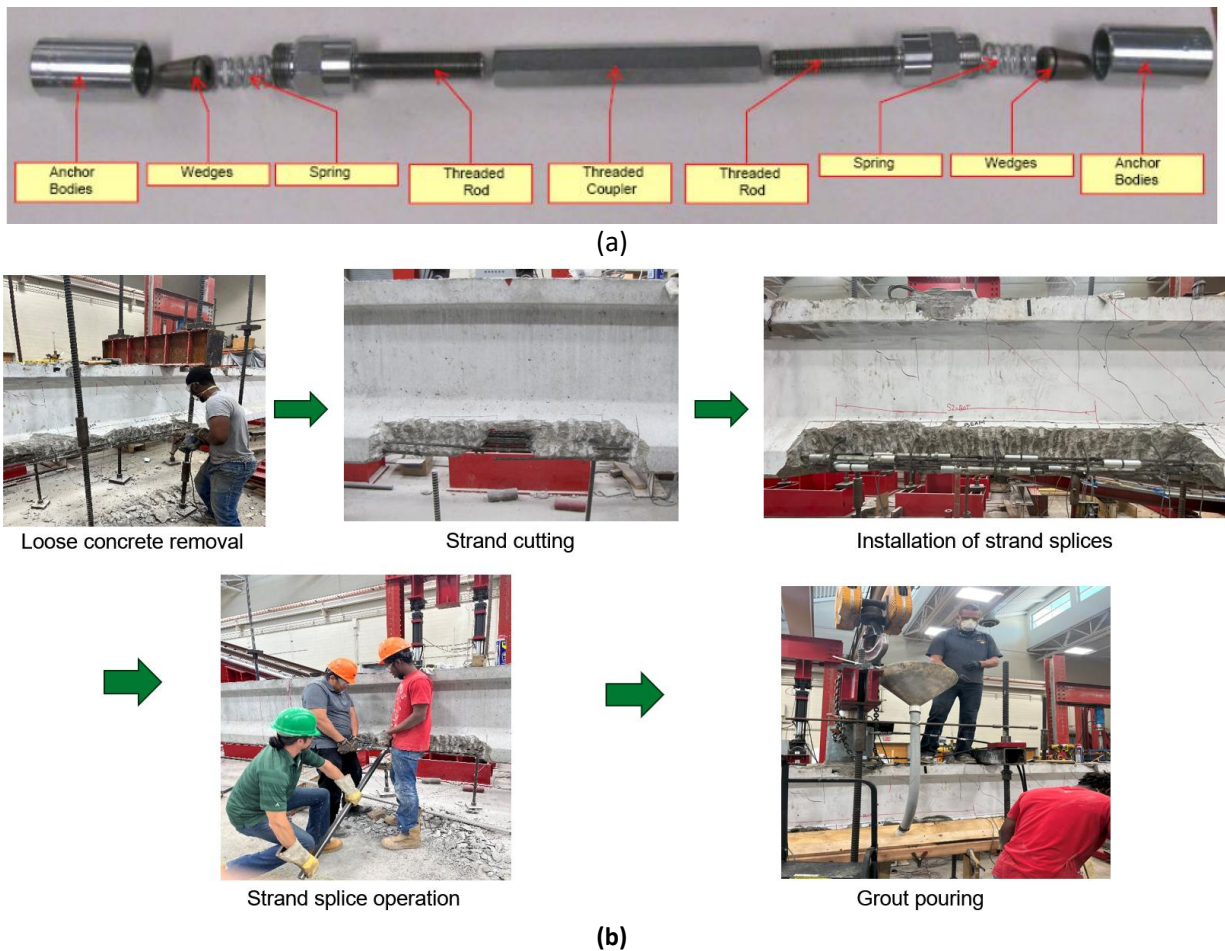 Anchor
Bodies
Wedges
Spring
Threaded
Rod
Threaded
Coupler
Threaded
Rod
Spring
Wedges
Anchor
Bodies
(a)
Loose concrete removal
Strand cutting
Installation of strand splices
Strand splice operation
Grout pouring
(b)